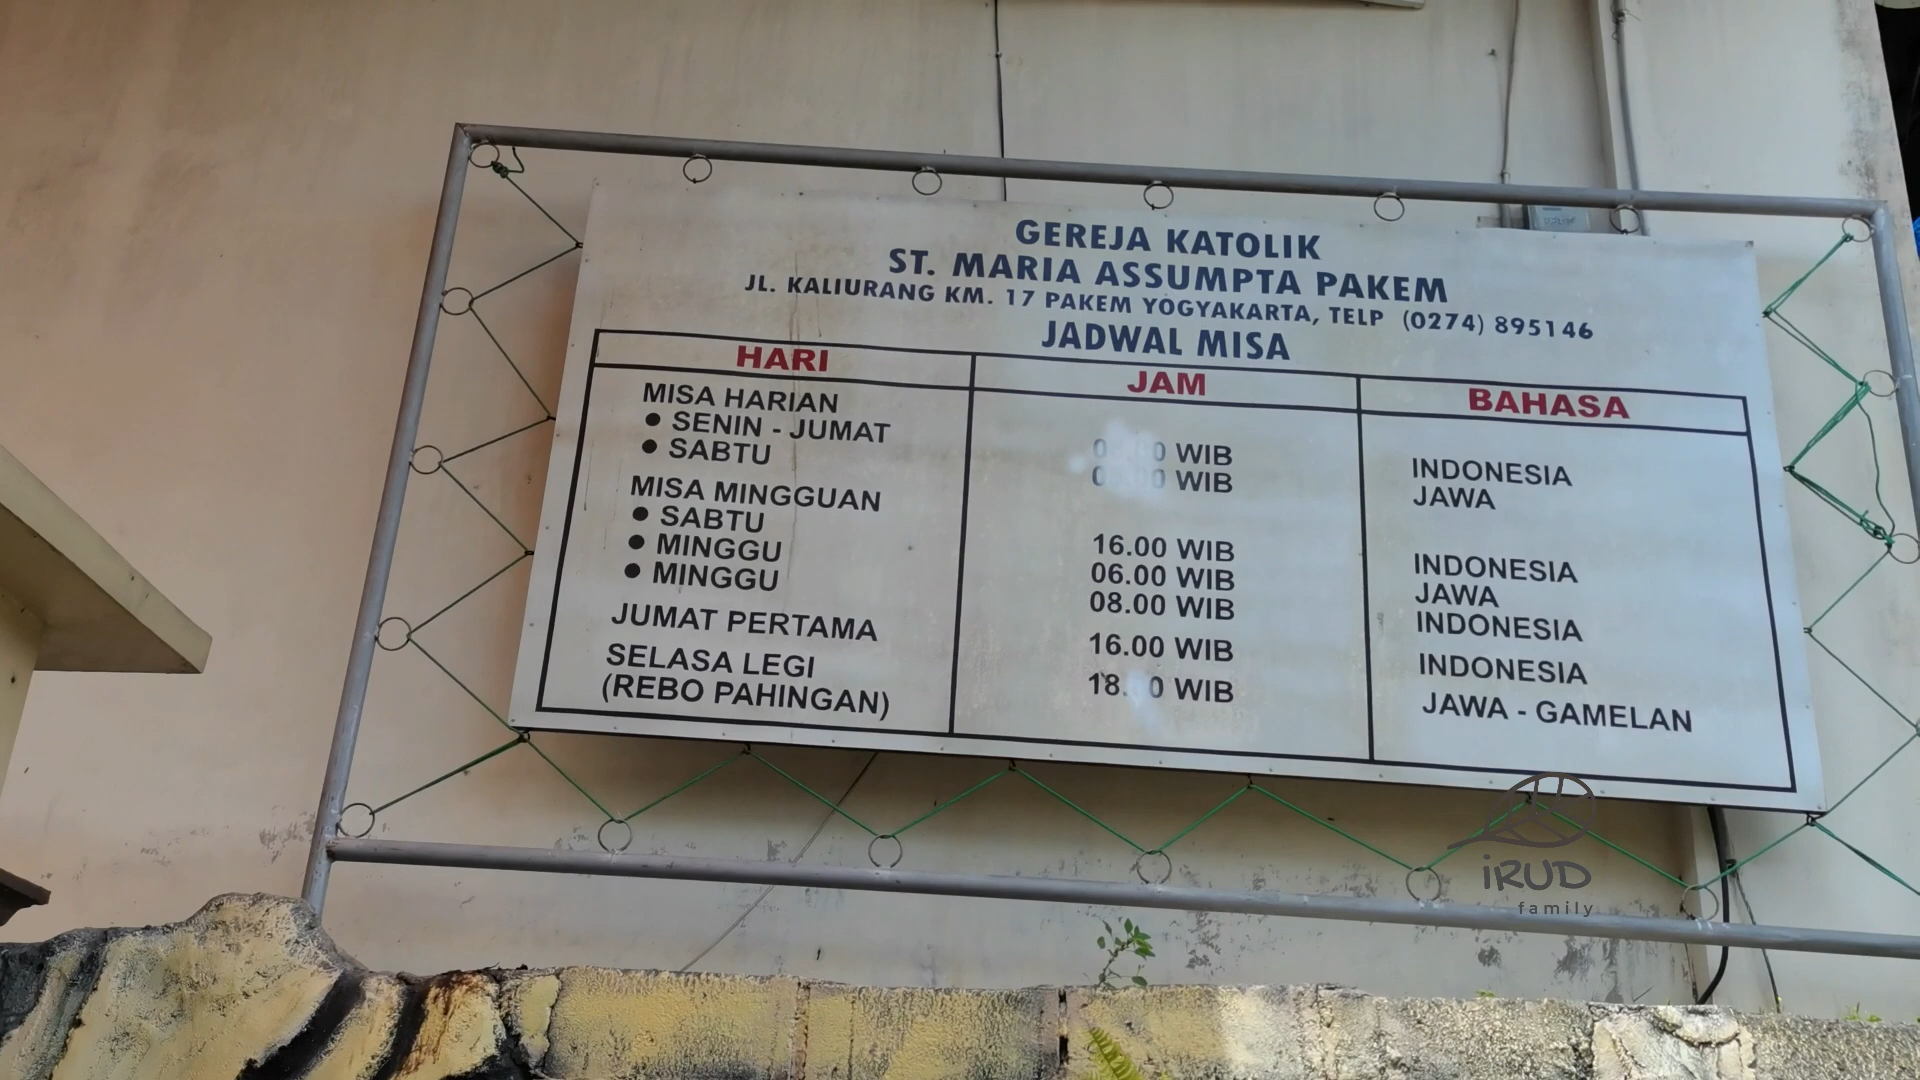 GEREJA KATOLIK
ST. MARIA ASSUMPTA PAKEM
JL. KALIURANG KM. 17 PAKEM YOGYAKARTA, TELP (0274) 895146
JADWAL MISA
HARI JAM BAHASA
MISA HARIAN
• SENIN - JUMAT WIB INDONESIA
• SABTU WIB JAWA
MISA MINGGUAN
• SABTU 16.00 WIB INDONESIA
• MINGGU 06.00 WIB JAWA
• MINGGU 08.00 WIB INDONESIA
JUMAT PERTAMA 16.00 WIB INDONESIA
SELASA LEGI WIB JAWA - GAMELAN
(REBO PAHINGAN)
iRUD
family